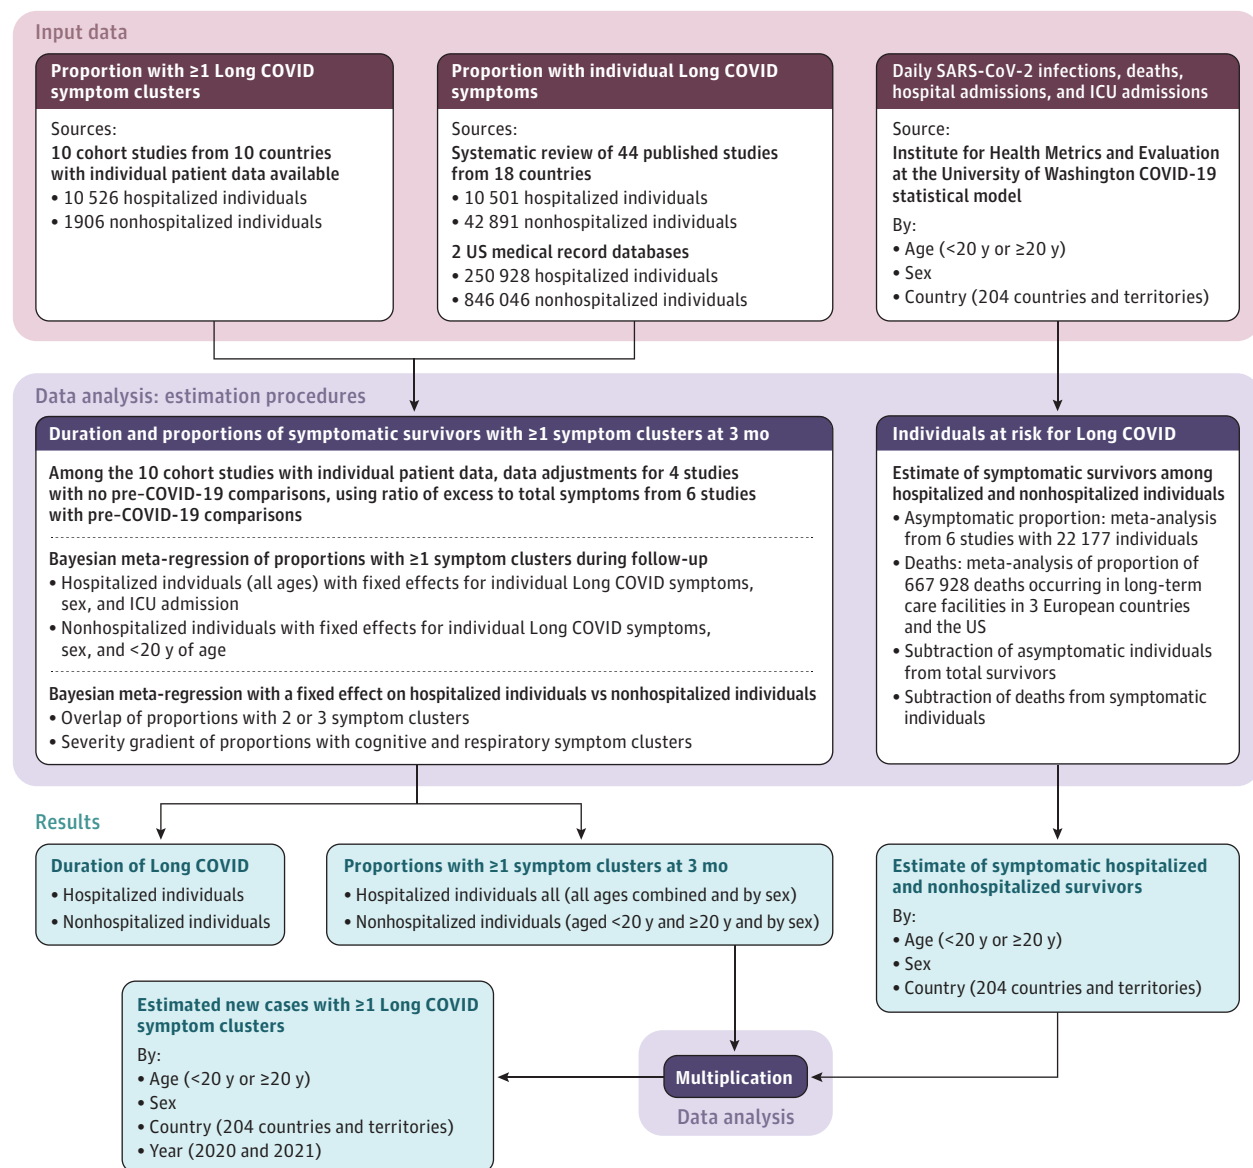 Input data
Proportion with ≥1 Long COVID
symptom clusters
Sources:
10 cohort studies from 10 countries
with individual patient data available
• 10 526 hospitalized individuals
• 1906 nonhospitalized individuals
Proportion with individual Long COVID
symptoms
Sources:
Systematic review of 44 published studies
from 18 countries
• 10 501 hospitalized individuals
• 42 891 nonhospitalized individuals
2 US medical record databases
• 250 928 hospitalized individuals
• 846 046 nonhospitalized individuals
Daily SARS-CoV-2 infections, deaths,
hospital admissions, and ICU admissions
Source:
Institute for Health Metrics and Evaluation
at the University of Washington COVID-19
statistical model
By:
• Age (<20 y or ≥20 y)
• Sex
• Country (204 countries and territories)
Data analysis: estimation procedures
Duration and proportions of symptomatic survivors with ≥1 symptom clusters at 3 mo
Among the 10 cohort studies with individual patient data, data adjustments for 4 studies
with no pre–COVID-19 comparisons, using ratio of excess to total symptoms from 6 studies
with pre–COVID-19 comparisons
Bayesian meta-regression of proportions with ≥1 symptom clusters during follow-up
• Hospitalized indviduals (all ages) with fixed effects for individual Long COVID symptoms,
sex, and ICU admission
• Nonhospitalized individuals with fixed effects for individual Long COVID symptoms,
sex, and <20 y of age
Bayesian meta-regression with a fixed effect on hospitalized individuals vs nonhospitalized individuals
• Overlap of proportions with 2 or 3 symptom clusters
• Severity gradient of proportions with cognitive and respiratory symptom clusters
Individuals at risk for Long COVID
Estimate of symptomatic survivors among
hospitalized and nonhospitalized individuals
• Asymptomatic proportion: meta-analysis
from 6 studies with 22 177 individuals
• Deaths: meta-analysis of proportion of
667 928 deaths occurring in long-term
care facilities in 3 European countries
and the US
• Subtraction of asymptomatic individuals
from total survivors
• Subtraction of deaths from symptomatic
individuals
Results
Duration of Long COVID
• Hospitalized individuals
• Nonhospitalized individuals
Proportions with ≥1 symptom clusters at 3 mo
• Hospitalized individuals all (all ages combined and by sex)
• Nonhospitalized individuals (aged <20 y and ≥20 y and by sex)
Estimate of symptomatic hospitalized
and nonhospitalized survivors
By:
• Age (<20 y or ≥20 y)
• Sex
• Country (204 countries and territories)
Estimated new cases with ≥1 Long COVID
symptom clusters
By:
• Age (<20 y or ≥20 y)
• Sex
• Country (204 countries and territories)
• Year (2020 and 2021)
Multiplication
Data analysis